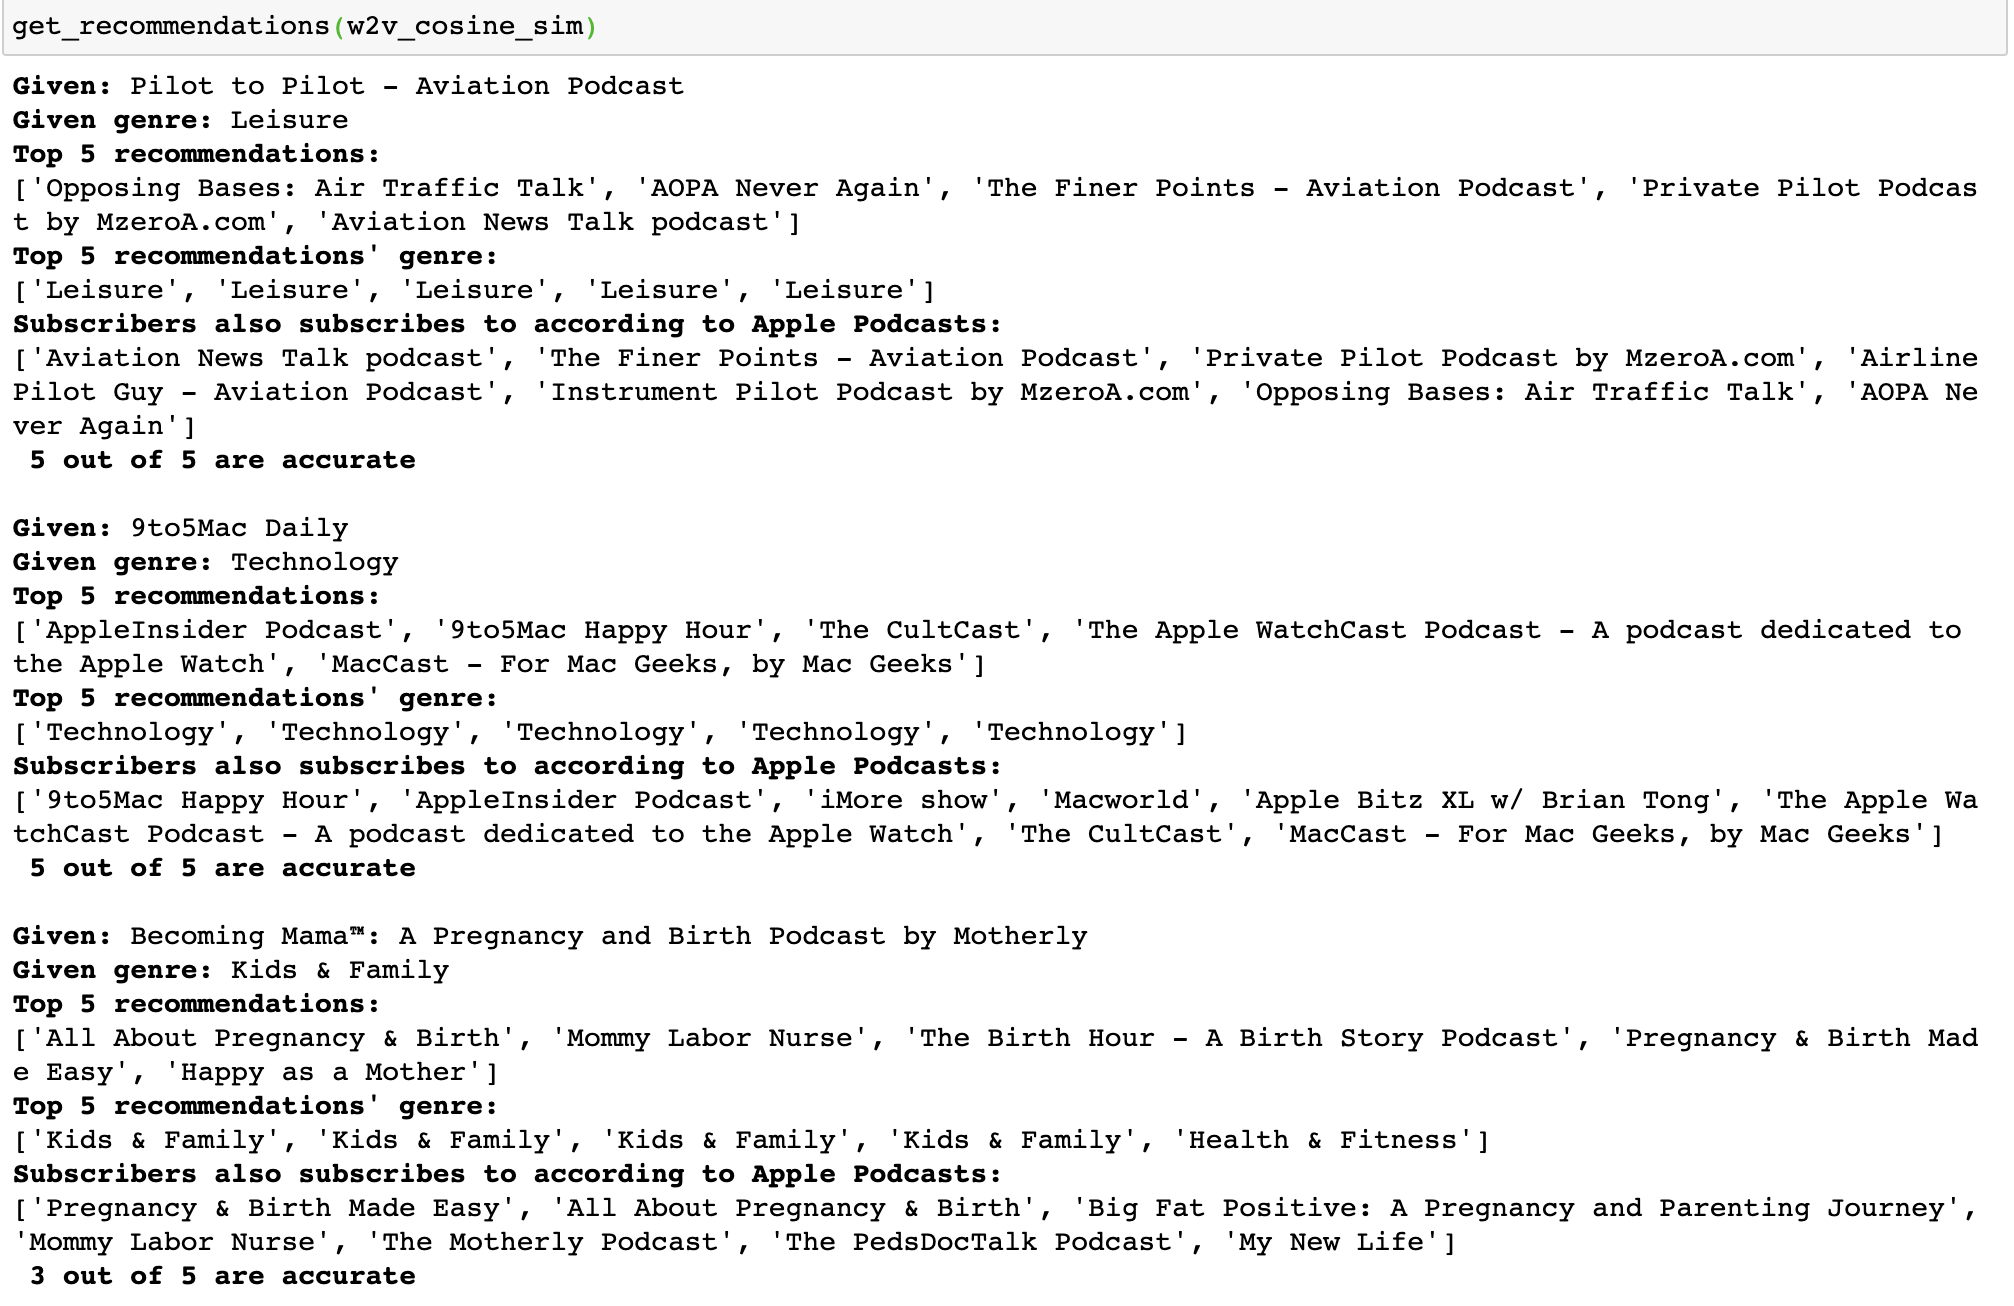 get_recommendations(w2v_cosine_sim)
Given: Pilot to Pilot - Aviation Podcast
Given genre: Leisure
Top 5 recommendations:
['Opposing Bases: Air Traffic Talk', 'AOPA Never Again', 'The Finer Points - Aviation Podcast', 'Private Pilot Podcas
t by MzeroA.com', 'Aviation News Talk podcast']
Top 5 recommendations' genre:
['Leisure', 'Leisure', 'Leisure', 'Leisure', 'Leisure']
Subscribers also subscribes to according to Apple Podcasts:
['Aviation News Talk podcast', 'The Finer Points - Aviation Podcast', 'Private Pilot Podcast by MzeroA.com', 'Airline
Pilot Guy - Aviation Podcast', 'Instrument Pilot Podcast by MzeroA.com', 'Opposing Bases: Air Traffic Talk', 'AOPA Ne
ver Again']
5 out of 5 are accurate
Given: 9to5Mac Daily
Given genre: Technology
Top 5 recommendations:
['AppleInsider Podcast', '9to5Mac Happy Hour', 'The CultCast', 'The Apple WatchCast Podcast - A podcast dedicated to
the Apple Watch', 'MacCast - For Mac Geeks, by Mac Geeks']
Top 5 recommendations' genre:
['Technology', 'Technology', 'Technology', 'Technology', 'Technology']
Subscribers also subscribes to according to Apple Podcasts:
['9to5Mac Happy Hour', 'AppleInsider Podcast', 'iMore show', 'Macworld', 'Apple Bitz XL w/ Brian Tong', 'The Apple Wa
tchCast Podcast - A podcast dedicated to the Apple Watch', 'The CultCast', 'MacCast - For Mac Geeks, by Mac Geeks']
5 out of 5 are accurate
Given: Becoming Mama™: A Pregnancy and Birth Podcast by Motherly
Given genre: Kids & Family
Top 5 recommendations:
['All About Pregnancy & Birth', 'Mommy Labor Nurse', 'The Birth Hour - A Birth Story Podcast', 'Pregnancy & Birth Mad
e Easy', 'Happy as a Mother']
Top 5 recommendations' genre:
['Kids & Family', 'Kids & Family', 'Kids & Family', 'Kids & Family', 'Health & Fitness']
Subscribers also subscribes to according to Apple Podcasts:
['Pregnancy & Birth Made Easy', 'All About Pregnancy & Birth', 'Big Fat Positive: A Pregnancy and Parenting Journey',
'Mommy Labor Nurse', 'The Motherly Podcast', 'The PedsDocTalk Podcast', 'My New Life']
3 out of 5 are accurate